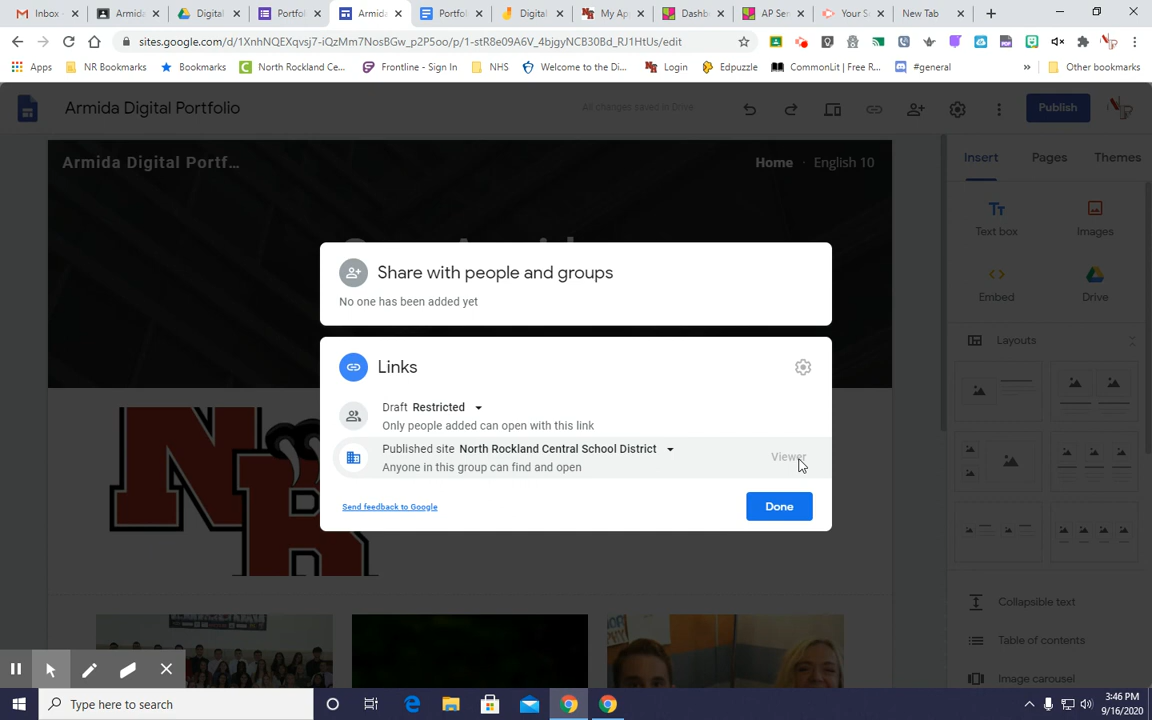 Inbox
Armida
Digital
Portfo
Armida
Portfo
Digital
My Ap
Dashb
AP Ser
Your S
New Tab
sites.google.com/d/1XnhNQEXqvsj7-iQzMm7NosBGw_p2P5oo/p/1-stR8e09A6V_4bjgyNCB30Bd_RJ1HtUs/edit
Apps
NR Bookmarks
Bookmarks
North Rockland Ce...
Frontline - Sign In
NHS
Welcome to the Di...
Login
Edpuzzle
CommonLit | Free R...
#general
»
Other bookmarks
Armida Digital Portfolio
All changes saved in Drive
Publish
Armida Digital Portf...
Home · English 10
Insert
Pages
Themes
Text box
Images
Embed
Drive
Layouts
Collapsible text
Table of contents
Image carousel
Share with people and groups
No one has been added yet
Links
Draft Restricted
Only people added can open with this link
Published site North Rockland Central School District
Anyone in this group can find and open
Viewer
Send feedback to Google
Done
NR
Type here to search
3:46 PM
9/16/2020